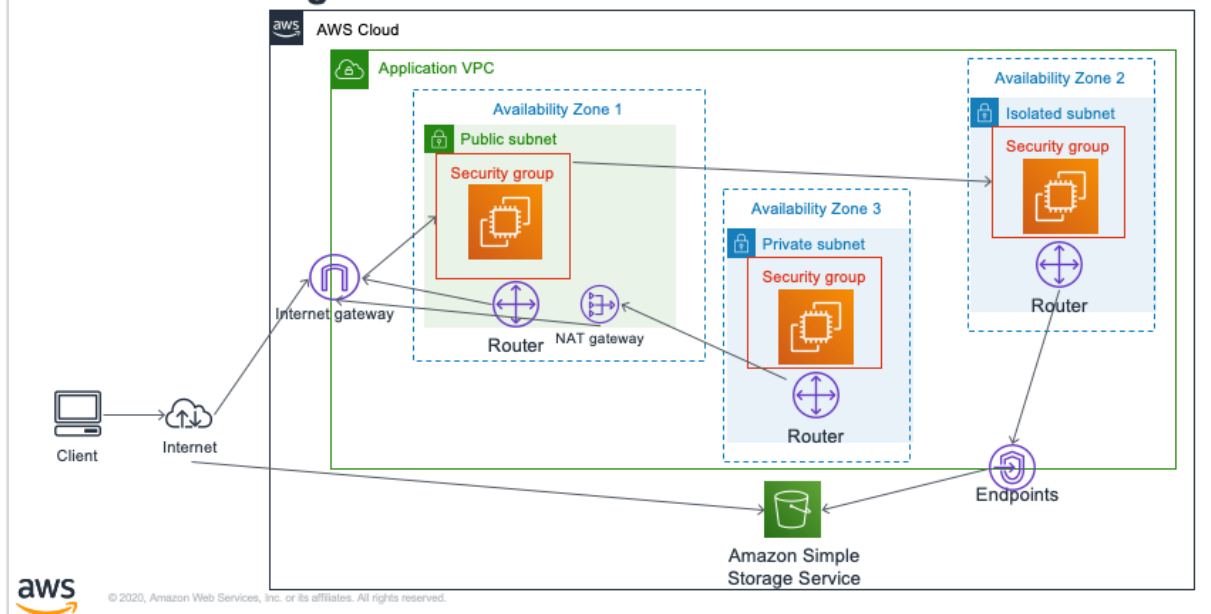 g
aws
AWS Cloud
Application VPC
Availability Zone 1
Public subnet
Security group
Router
NAT gateway
Internet gateway
Availability Zone 2
Isolated subnet
Security group
Router
Availability Zone 3
Private subnet
Security group
Router
Client
Internet
Endpoints
Amazon Simple
Storage Service
aws
© 2020, Amazon Web Services, Inc. or its affiliates. All rights reserved.